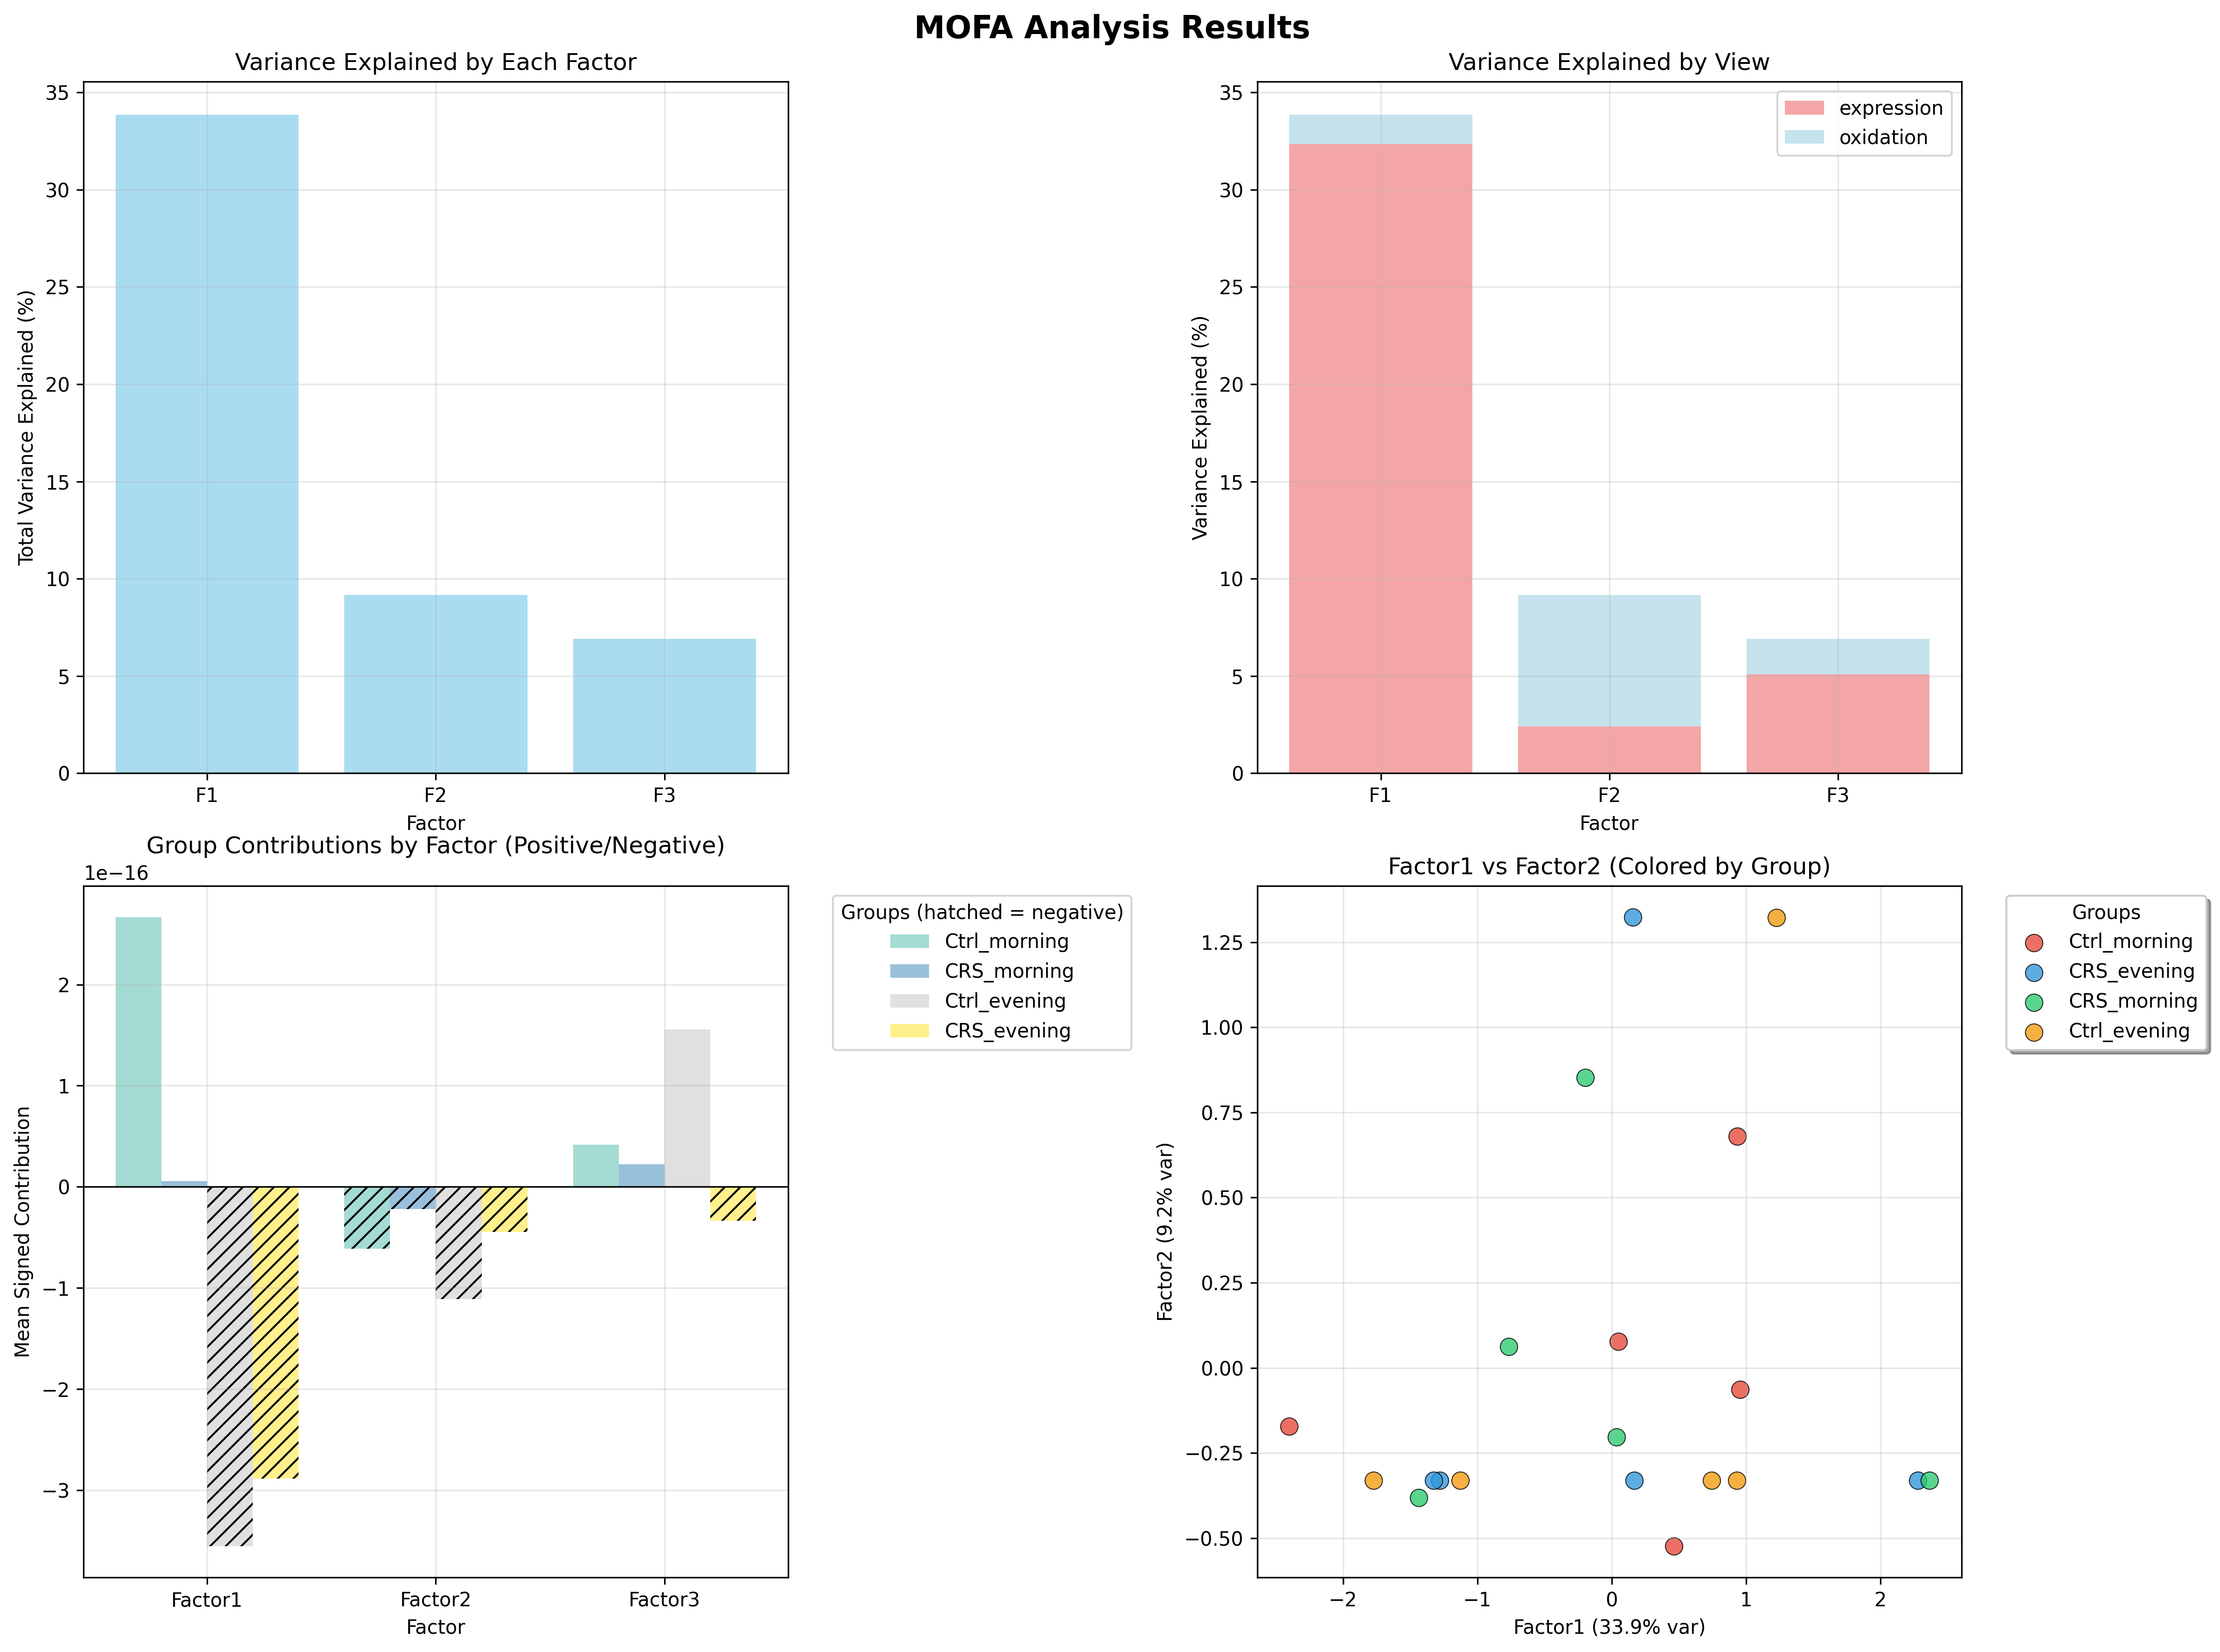 MOFA Analysis Results
Variance Explained by Each Factor
35
30
25
20
15
10
5
0
Total Variance Explained (%)
F1
F2
F3
Factor
Variance Explained by View
35
30
25
20
15
10
5
0
Variance Explained (%)
expression
oxidation
F1
F2
F3
Factor
Group Contributions by Factor (Positive/Negative)
1e−16
2
1
0
−1
−2
−3
Mean Signed Contribution
Factor1
Factor2
Factor3
Factor
Groups (hatched = negative)
Ctrl_morning
CRS_morning
Ctrl_evening
CRS_evening
Factor1 vs Factor2 (Colored by Group)
1.25
1.00
0.75
0.50
0.25
0.00
−0.25
−0.50
Factor2 (9.2% var)
−2
−1
0
1
2
Factor1 (33.9% var)
Groups
Ctrl_morning
CRS_evening
CRS_morning
Ctrl_evening